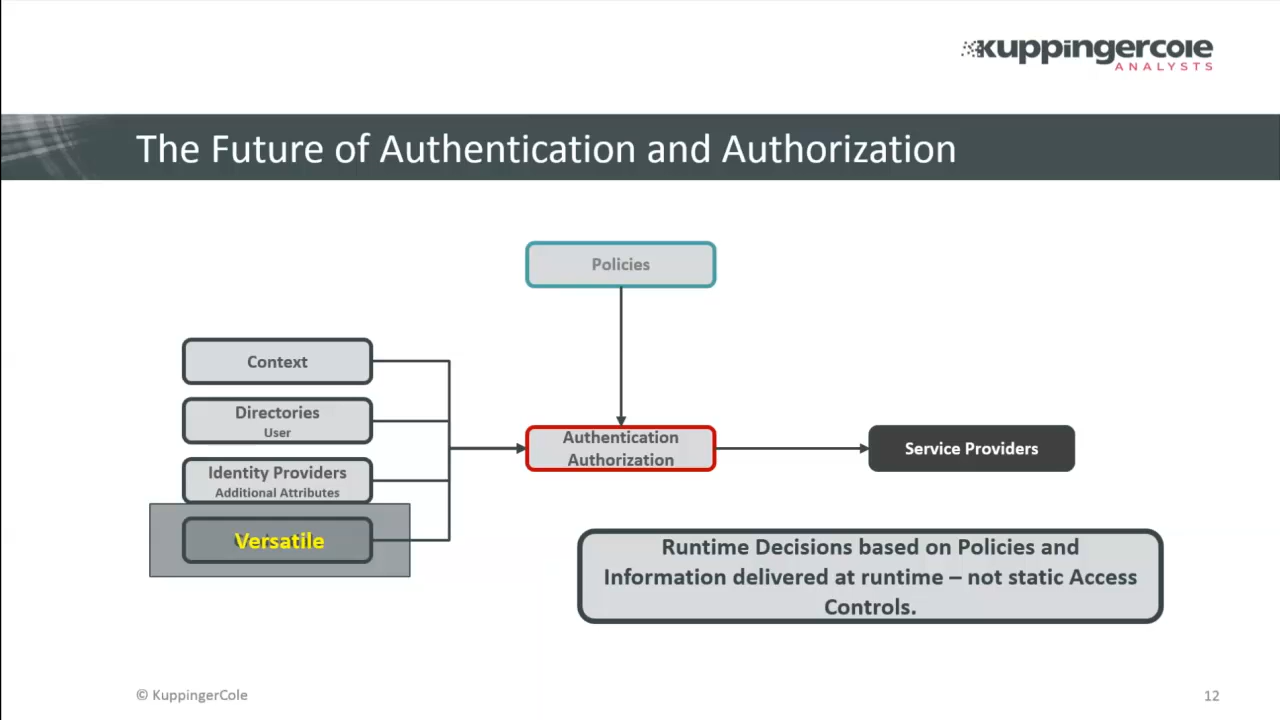 kuppingercole
ANALYSTS
The Future of Authentication and Authorization
Policies
Context
Directories
User
Identity Providers
Additional Attributes
Versatile
Authentication
Authorization
Service Providers
Runtime Decisions based on Policies and
Information delivered at runtime – not static Access
Controls.
© KuppingerCole
12